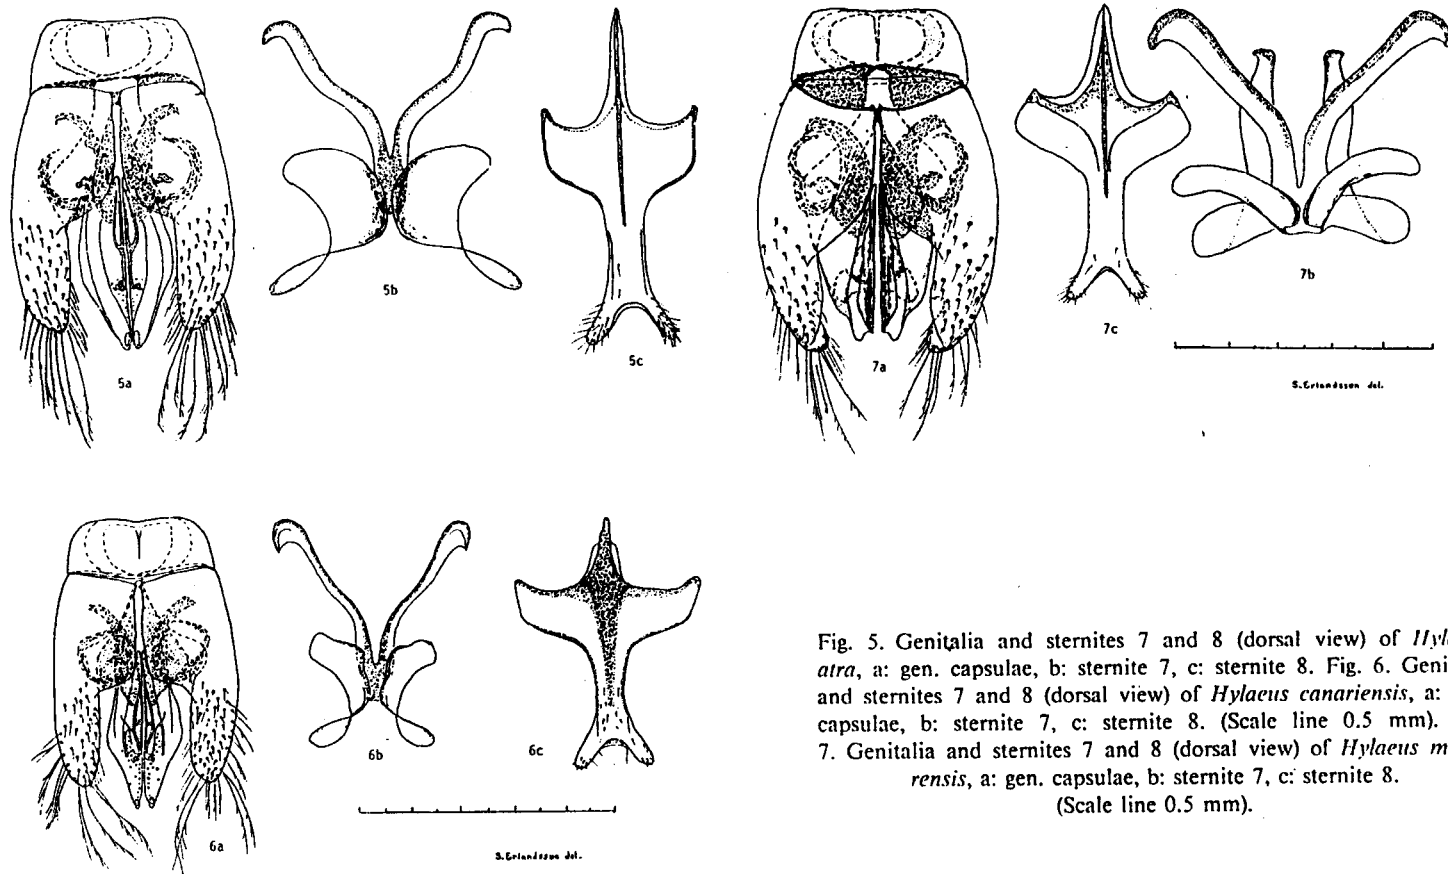 5a
5b
5c
7a
7b
7c
S.Erlandsson del.
6a
6b
6c
S.Erlandsson del.
Fig. 5. Genitalia and sternites 7 and 8 (dorsal view) of
atra, a: gen. capsulae, b: sternite 7, c: sternite 8. Fig. 6.
and sternites 7 and 8 (dorsal view) of Hylaeus canariensis, a:
capsulae, b: sternite 7, c: sternite 8. (Scale line 0.5 mm).
7. Genitalia and sternites 7 and 8 (dorsal view) of Hylaeus
rensis, a: gen. capsulae, b: sternite 7, c: sternite 8.
(Scale line 0.5 mm).